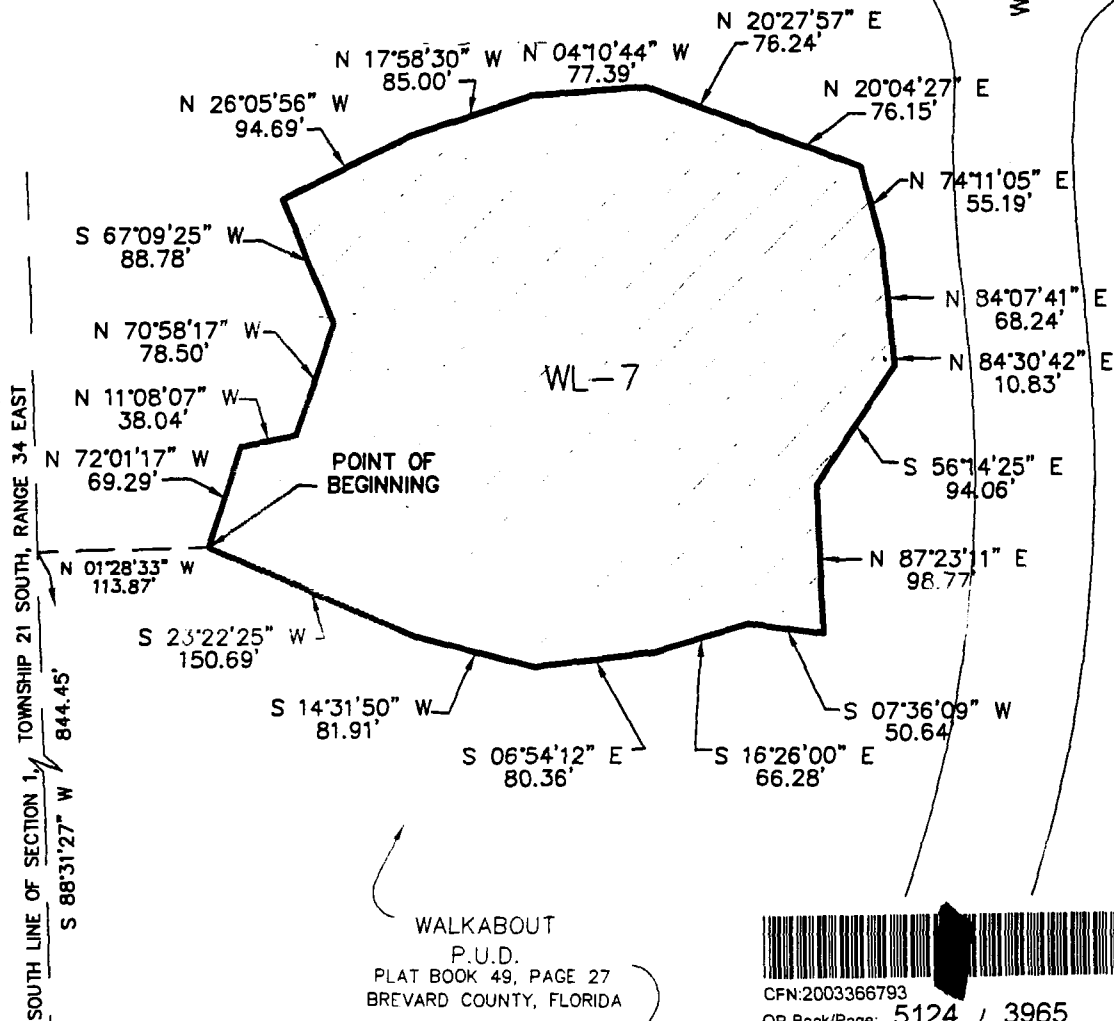 W
N 20°27'57" E
76.24'
N 17°58'30" W
85.00'
N 04°10'44" W
77.39'
N 20°04'27" E
76.15'
N 26°05'56" W
94.69'
N 74°11'05" E
55.19'
S 67°09'25" W
88.78'
N 84°07'41" E
68.24'
N 70°58'17" W
78.50'
N 84°30'42" E
10.83'
WL-7
N 11°08'07" W
38.04'
N 72°01'17" W
69.29'
POINT OF
BEGINNING
S 56°14'25" E
94.06'
N 01°28'33" W
113.87'
N 87°23'11" E
98.77'
S 23°22'25" W
150.69'
S 14°31'50" W
81.91'
S 07°36'09" W
50.64'
S 06°54'12" E
80.36'
S 16°26'00" E
66.28'
SOUTH LINE OF SECTION 1, TOWNSHIP 21 SOUTH, RANGE 34 EAST
S 88°31'27" W 844.45'
WALKABOUT
P.U.D.
PLAT BOOK 49, PAGE 27
BREVARD COUNTY, FLORIDA
CFN:2003366793
OR Book/Page: 5124 / 3965